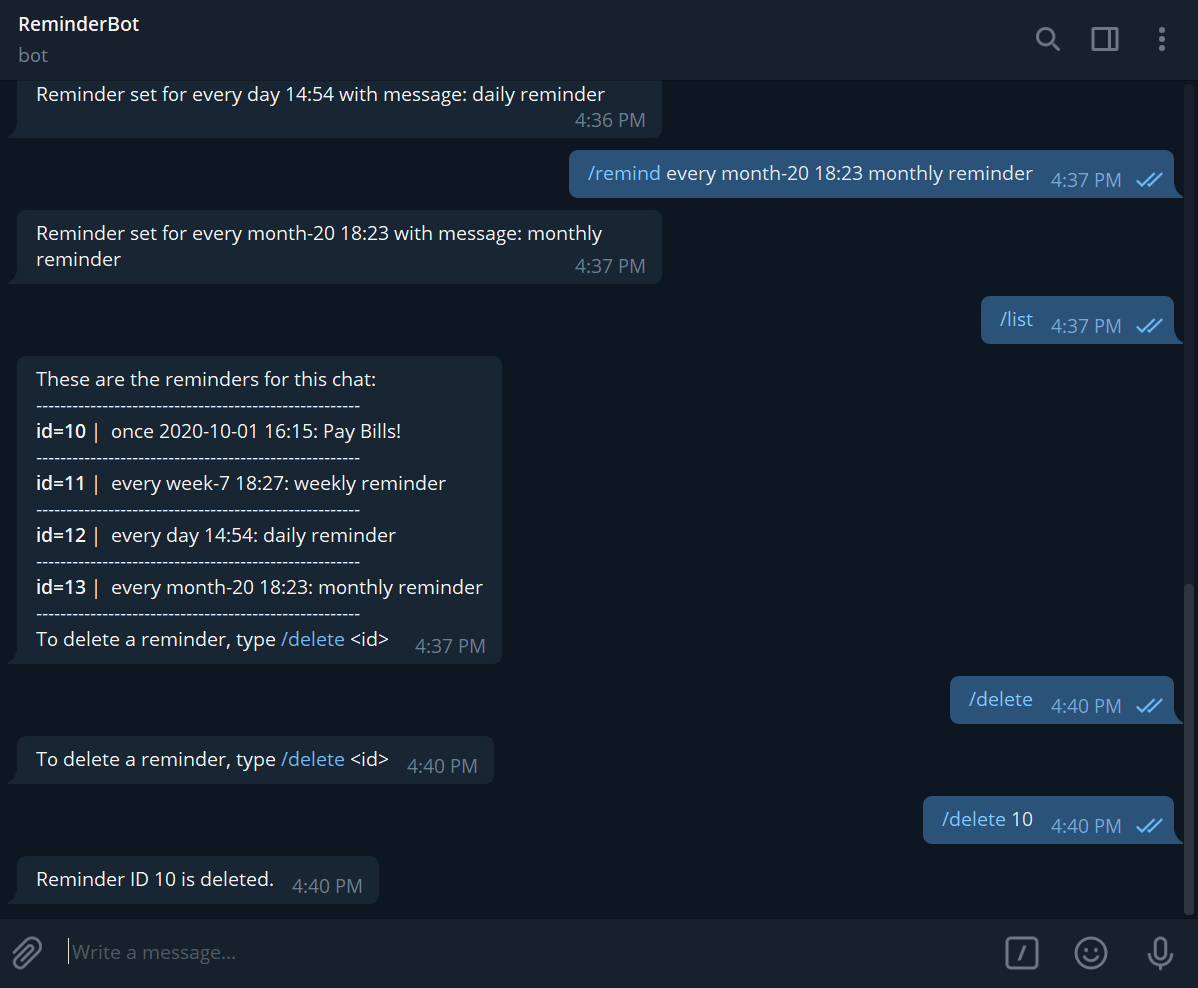 ReminderBot
bot
Reminder set for every day 14:54 with message: daily reminder
4:36 PM
/remind every month-20 18:23 monthly reminder 4:37 PM
Reminder set for every month-20 18:23 with message: monthly
reminder
4:37 PM
/list 4:37 PM
These are the reminders for this chat:
------------------------------------------------------
id=10 | once 2020-10-01 16:15: Pay Bills!
------------------------------------------------------
id=11 | every week-7 18:27: weekly reminder
------------------------------------------------------
id=12 | every day 14:54: daily reminder
------------------------------------------------------
id=13 | every month-20 18:23: monthly reminder
------------------------------------------------------
To delete a reminder, type /delete <id> 4:37 PM
/delete 4:40 PM
To delete a reminder, type /delete <id> 4:40 PM
/delete 10 4:40 PM
Reminder ID 10 is deleted. 4:40 PM
Write a message...